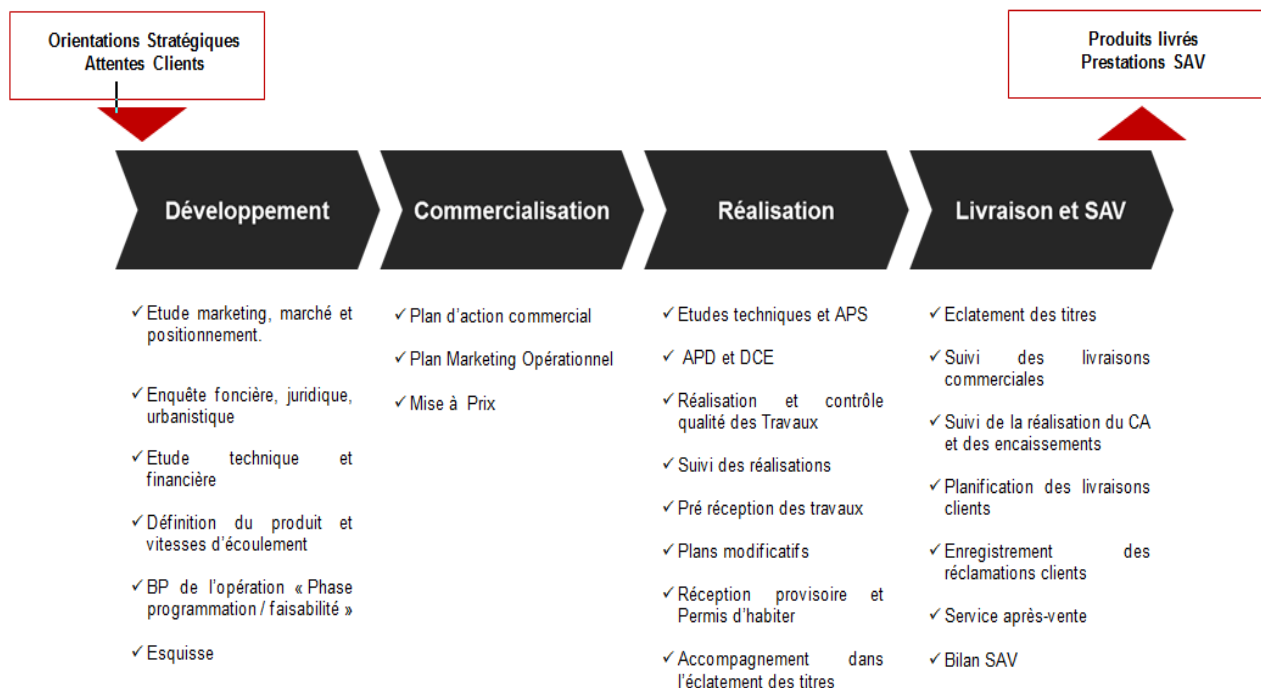 Orientations Stratégiques
Attentes Clients
Produits livrés
Prestations SAV
Développement
Commercialisation
Réalisation
Livraison et SAV
✓ Etude marketing, marché et
positionnement.
✓ Enquête foncière, juridique,
urbanistique
✓ Etude technique et
financière
✓ Définition du produit et
vitesses d'écoulement
✓ BP de l'opération « Phase
programmation / faisabilité »
✓ Esquisse
✓ Plan d'action commercial
✓ Plan Marketing Opérationnel
✓ Mise à Prix
✓ Etudes techniques et APS
✓ APD et DCE
✓ Réalisation et contrôle
qualité des Travaux
✓ Suivi des réalisations
✓ Pré réception des travaux
✓ Plans modificatifs
✓ Réception provisoire et
Permis d'habiter
✓ Accompagnement dans
l'éclatement des titres
✓ Eclatement des titres
✓ Suivi des livraisons
commerciales
✓ Suivi de la réalisation du CA
et des encaissements
✓ Planification des livraisons
clients
✓ Enregistrement des
réclamations clients
✓ Service après-vente
✓ Bilan SAV